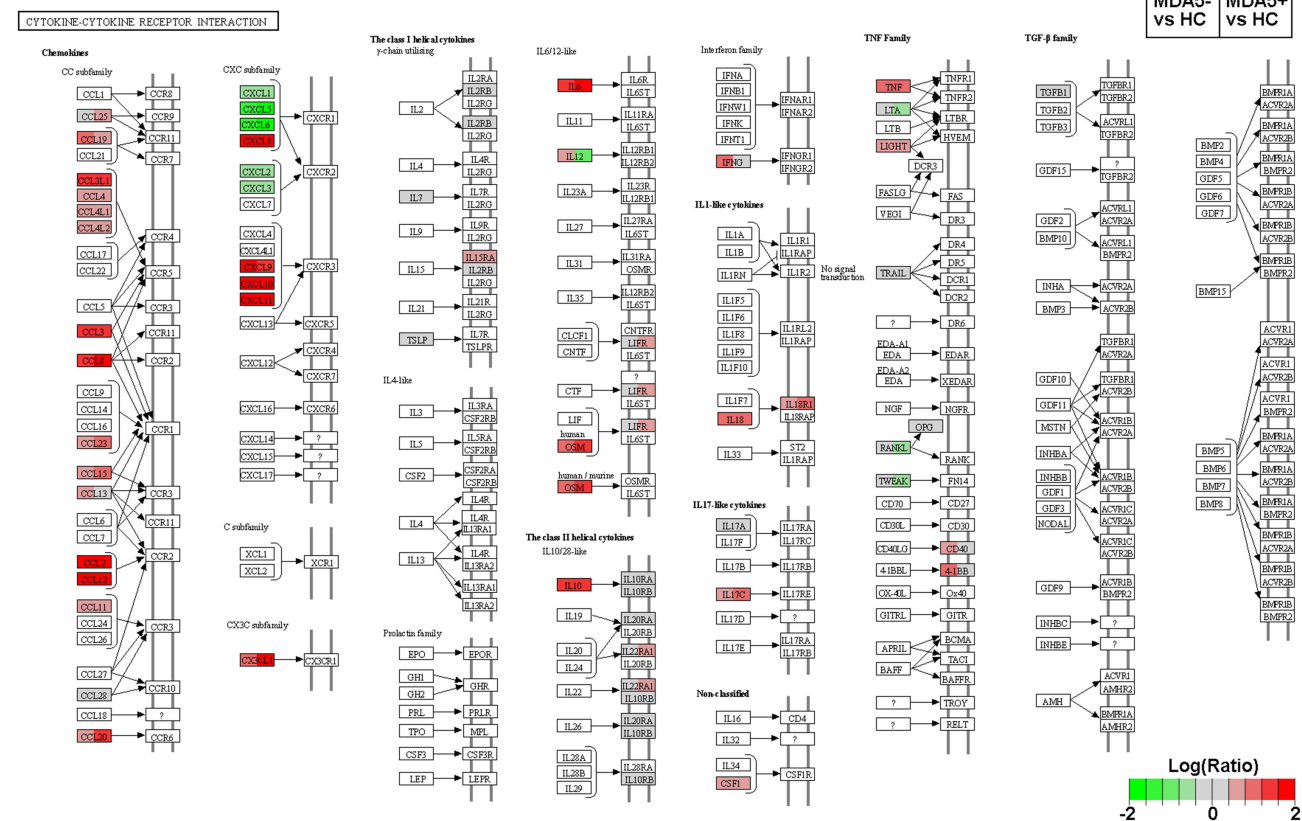 MDA5- MDA5+
vs HC vs HC
CYTOKINE-CYTOKINE RECEPTOR INTERACTION
Chemokines
CC subfamily
CCL1
CCL25
CCL19
CCL21
CCL3L1
CCL4
CCL4L1
CCL4L2
CCL17
CCL22
CCL5
CCL3
CCL8
CCL9
CCL14
CCL16
CCL23
CCL15
CCL13
CCL6
CCL7
CCL2
CCL12
CCL11
CCL24
CCL26
CCL27
CCL28
CCL18
CCL20
CCR8
CCR9
CCR11
CCR7
CCR4
CCR5
CCR3
CCR11
CCR2
CCR1
CCR3
CCR11
CCR2
CCR3
CCR10
?
CCR6
CXC subfamily
CXCL1
CXCL5
CXCL6
CXCL8
CXCL2
CXCL3
CXCL7
CXCL4
CXCL4L1
CXCL9
CXCL10
CXCL11
CXCL13
CXCL12
CXCL16
CXCL14
CXCL15
CXCL17
CXCR1
CXCR2
CXCR3
CXCR5
CXCR4
CXCR7
CXCR6
?
?
?
C subfamily
XCL1
XCL2
XCR1
CX3C subfamily
CX3CL1
CX3CR1
The class I helical cytokines
γ-chain utilising
IL2
IL4
IL7
IL9
IL15
IL21
TSLP
IL2RA
IL2RB
IL2RG
IL2RB
IL2RG
IL4R
IL2RG
IL7R
IL2RG
IL9R
IL2RG
IL15RA
IL2RB
IL2RG
IL21R
IL2RG
IL7R
TSLPR
IL4-like
IL3
IL5
CSF2
IL4
IL13
IL3RA
CSF2RB
IL5RA
CSF2RB
CSF2RA
CSF2RB
IL4R
IL2RG
IL4R
IL13RA1
IL4R
IL13RA2
IL13RA1
IL13RA2
Prolactin family
EPO
GH1
GH2
PRL
TPO
CSF3
LEP
EPOR
GHR
PRLR
MPL
CSF3R
LEPR
IL6/12-like
IL6
IL11
IL12
IL23A
IL27
IL31
IL35
CLCF1
CNTF
CTF
LIF
human
OSM
human / murine
OSM
IL6R
IL6ST
IL11RA
IL6ST
IL12RB1
IL12RB2
IL23R
IL12RB1
IL27RA
IL6ST
IL31RA
OSMR
IL12RB2
IL6ST
CNTFR
LIFR
IL6ST
?
LIFR
IL6ST
LIFR
IL6ST
OSMR
IL6ST
The class II helical cytokines
IL10/28-like
IL10
IL19
IL20
IL24
IL22
IL26
IL28A
IL28B
IL29
IL10RA
IL10RB
IL20RA
IL20RB
IL22RA1
IL20RB
IL22RA1
IL10RB
IL20RA
IL10RB
IL28RA
IL10RB
Interferon family
IFNA
IFNB1
IFNW1
IFNK
IFNT1
IFNG
IFNAR1
IFNAR2
IFNGR1
IFNGR2
IL1-like cytokines
IL1A
IL1B
IL1RN
IL1F5
IL1F6
IL1F8
IL1F9
IL1F10
IL1F7
IL18
IL33
IL1R1
IL1RAP
IL1R2
No signal
transduction
IL1RL2
IL1RAP
IL18R1
IL18RAP
ST2
IL1RAP
IL17-like cytokines
IL17A
IL17F
IL17B
IL17C
IL17D
IL17E
IL17RA
IL17RC
IL17RB
IL17RE
?
IL17RA
IL17RB
Non-classified
IL16
IL32
IL34
CSF1
CD4
?
CSF1R
TNF Family
TNF
LTA
LTB
LIGHT
FASLG
VEGI
TRAIL
?
EDA-A1
EDA
EDA-A2
EDA
NGF
RANKL
TWEAK
CD70
CD30L
CD40LG
4-1BBL
OX-40L
GITRL
APRIL
BAFF
?
?
TNFR1
TNFR2
LTBR
HVEM
DCR3
FAS
DR3
DR4
DR5
DCR1
DCR2
DR6
EDAR
XEDAR
NGFR
OPG
RANK
FN14
CD27
CD30
CD40
4-1BB
Ox40
GITR
BCMA
TACI
BAFFR
TROY
RELT
TGF-β family
TGFB1
TGFB2
TGFB3
GDF15
GDF2
BMP10
INHA
BMP3
GDF10
GDF11
MSTN
INHBA
INHBB
GDF1
GDF3
NODAL
GDF9
INHBC
INHBE
AMH
TGFBR1
TGFBR2
ACVRL1
TGFBR2
?
TGFBR2
ACVRL1
ACVR2A
ACVRL1
BMPR2
ACVR2A
ACVR2B
TGFBR1
ACVR2A
TGFBR1
ACVR2B
ACVR1B
ACVR2A
ACVR1B
ACVR2B
ACVR1C
ACVR2A
ACVR1C
ACVR2B
ACVR1B
BMPR2
?
?
ACVR1
AMHR2
BMPR1A
AMHR2
BMP2
BMP4
GDF5
GDF6
GDF7
BMP15
BMP5
BMP6
BMP7
BMP8
BMPR1A
ACVR2A
BMPR1A
ACVR2B
BMPR1A
BMPR2
BMPR1B
ACVR2A
BMPR1B
ACVR2B
BMPR1B
BMPR2
ACVR1
ACVR2A
ACVR1
ACVR2B
ACVR1
BMPR2
BMPR1A
ACVR2A
BMPR1A
ACVR2B
BMPR1A
BMPR2
BMPR1B
ACVR2A
BMPR1B
ACVR2B
BMPR1B
BMPR2
Log(Ratio)
-2 0 2